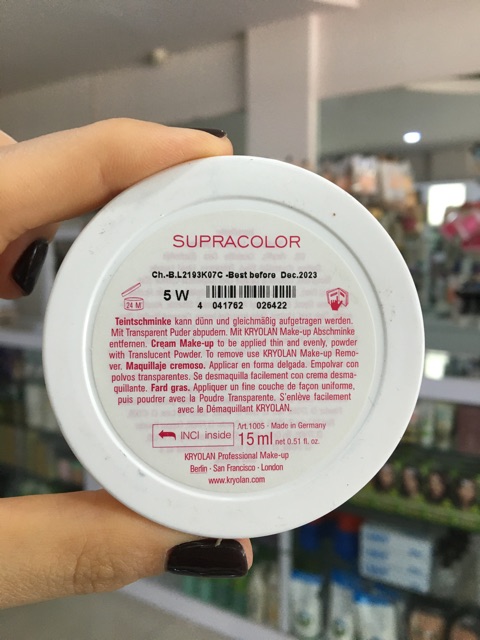 SUPRACOLOR
Ch.-B.L2193K07C -Best before Dec.2023
24 M
5 W
4 041762 026422
Teintschminke kann dünn und gleichmäßig aufgetragen werden.
Mit Transparent Puder abpudern. Mit KRYOLAN Make-up Abschminke
entfernen. Cream Make-up to be applied thin and evenly, powder
with Translucent Powder. To remove use KRYOLAN Make-up Remo-
ver. Maquillaje cremoso. Applicar en forma delgada. Empolvar con
polvos transparentes. Se desmaquilla facilement con crema desma-
quillante. Fard gras. Appliquer un fine couche de façon uniforme,
puis poudrer avec la Poudre Transparente. S'enlève facilement
avec le Démaquillant KRYOLAN.
INCI inside
Art.1005 · Made in Germany
15 ml net 0.51 fl. oz.
KRYOLAN Professional Make-up
Berlin · San Francisco · London
www.kryolan.com